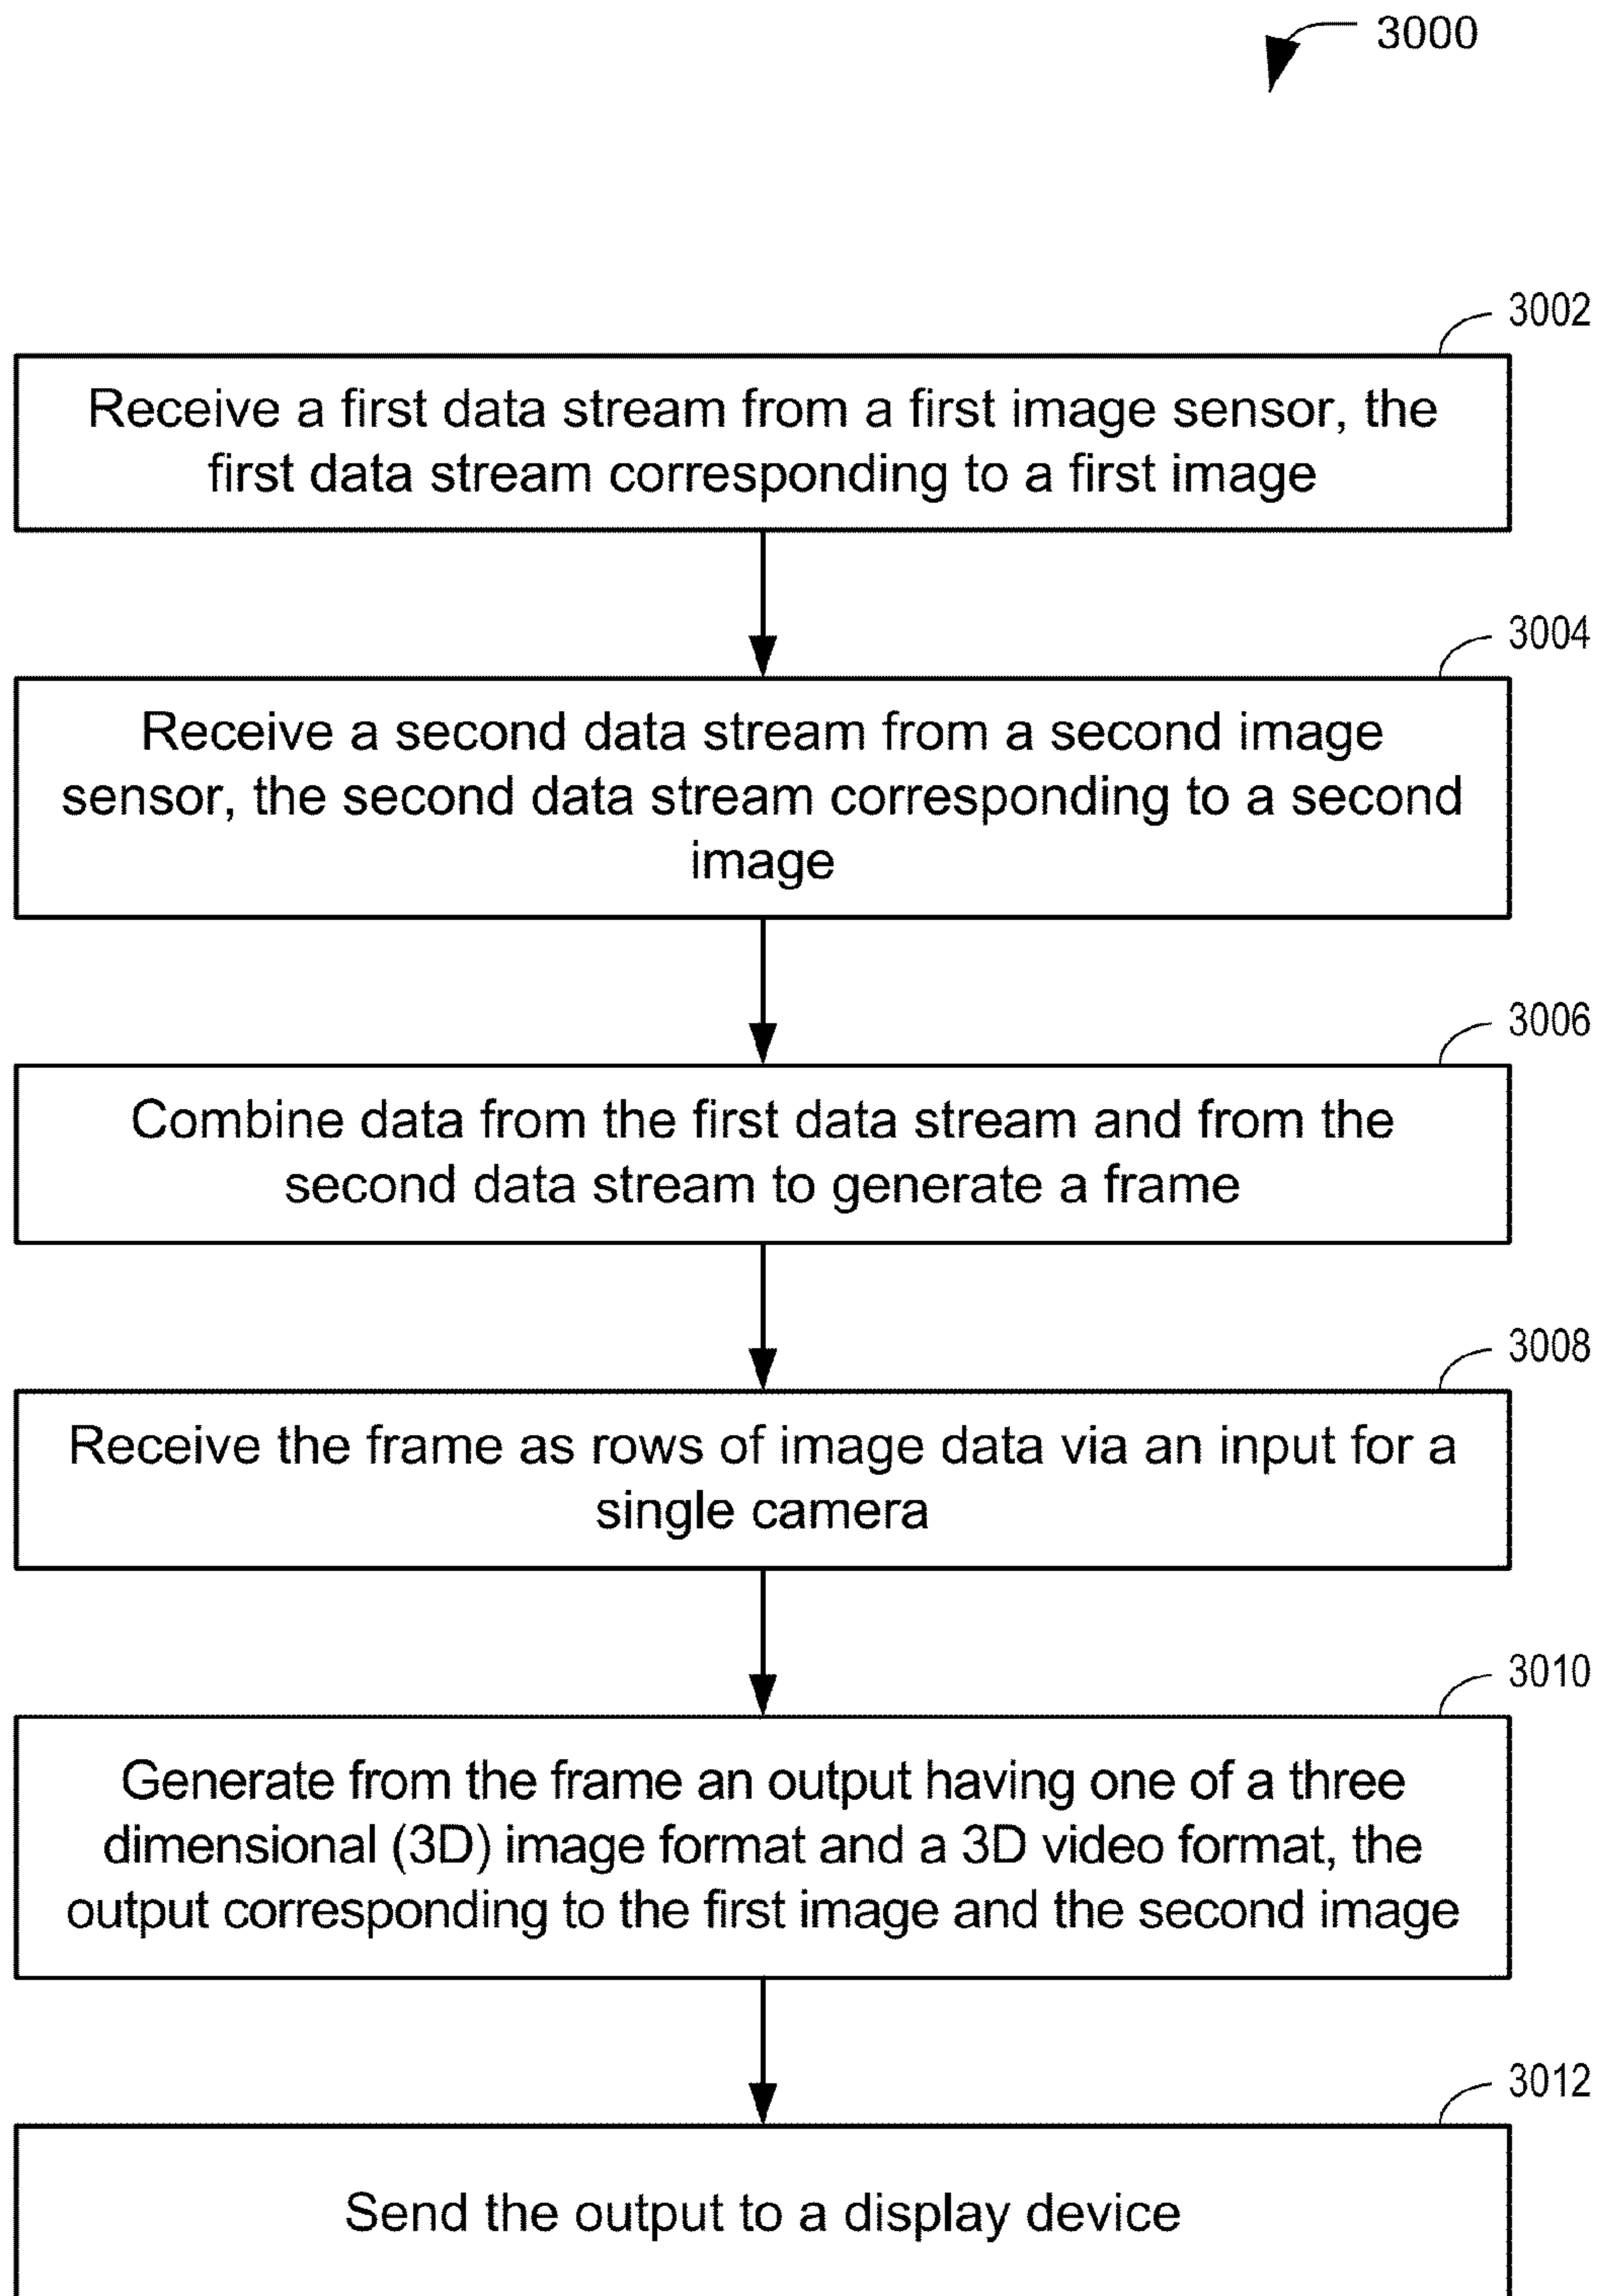 3000
3002
Receive a first data stream from a first image sensor, the
first data stream corresponding to a first image
3004
Receive a second data stream from a second image
sensor, the second data stream corresponding to a second
image
3006
Combine data from the first data stream and from the
second data stream to generate a frame
3008
Receive the frame as rows of image data via an input for a
single camera
3010
Generate from the frame an output having one of a three
dimensional (3D) image format and a 3D video format, the
output corresponding to the first image and the second image
3012
Send the output to a display device